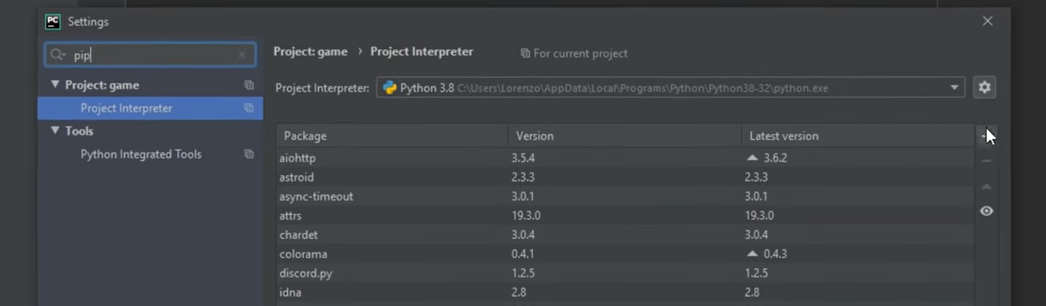 PC Settings
pip
Project: game › Project Interpreter For current project
Project: game
Project Interpreter
Tools
Python Integrated Tools
Project Interpreter: Python 3.8 C:\Users\Lorenzo\AppData\Local\Programs\Python\Python38-32\python.exe
Package Version Latest version
aiohttp 3.5.4 3.6.2
astroid 2.3.3 2.3.3
async-timeout 3.0.1 3.0.1
attrs 19.3.0 19.3.0
chardet 3.0.4 3.0.4
colorama 0.4.1 0.4.3
discord.py 1.2.5 1.2.5
idna 2.8 2.8